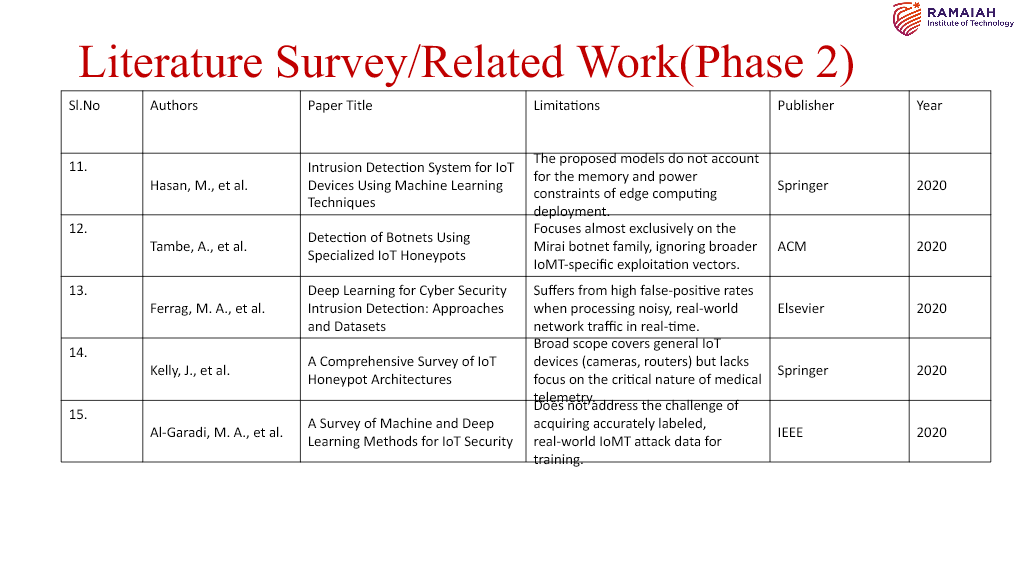 RAMAIAH
Institute of Technology
Literature Survey/Related Work(Phase 2)
Sl.No
Authors
Paper Title
Limitations
Publisher
Year
11.
Hasan, M., et al.
Intrusion Detection System for IoT
Devices Using Machine Learning
Techniques
The proposed models do not account
for the memory and power
constraints of edge computing
deployment.
Springer
2020
12.
Tambe, A., et al.
Detection of Botnets Using
Specialized IoT Honeypots
Focuses almost exclusively on the
Mirai botnet family, ignoring broader
IoMT-specific exploitation vectors.
ACM
2020
13.
Ferrag, M. A., et al.
Deep Learning for Cyber Security
Intrusion Detection: Approaches
and Datasets
Suffers from high false-positive rates
when processing noisy, real-world
network traffic in real-time.
Elsevier
2020
14.
Kelly, J., et al.
A Comprehensive Survey of IoT
Honeypot Architectures
Broad scope covers general IoT
devices (cameras, routers) but lacks
focus on the critical nature of medical
telemetry.
Springer
2020
15.
Al-Garadi, M. A., et al.
A Survey of Machine and Deep
Learning Methods for IoT Security
Does not address the challenge of
acquiring accurately labeled,
real-world IoMT attack data for
training.
IEEE
2020